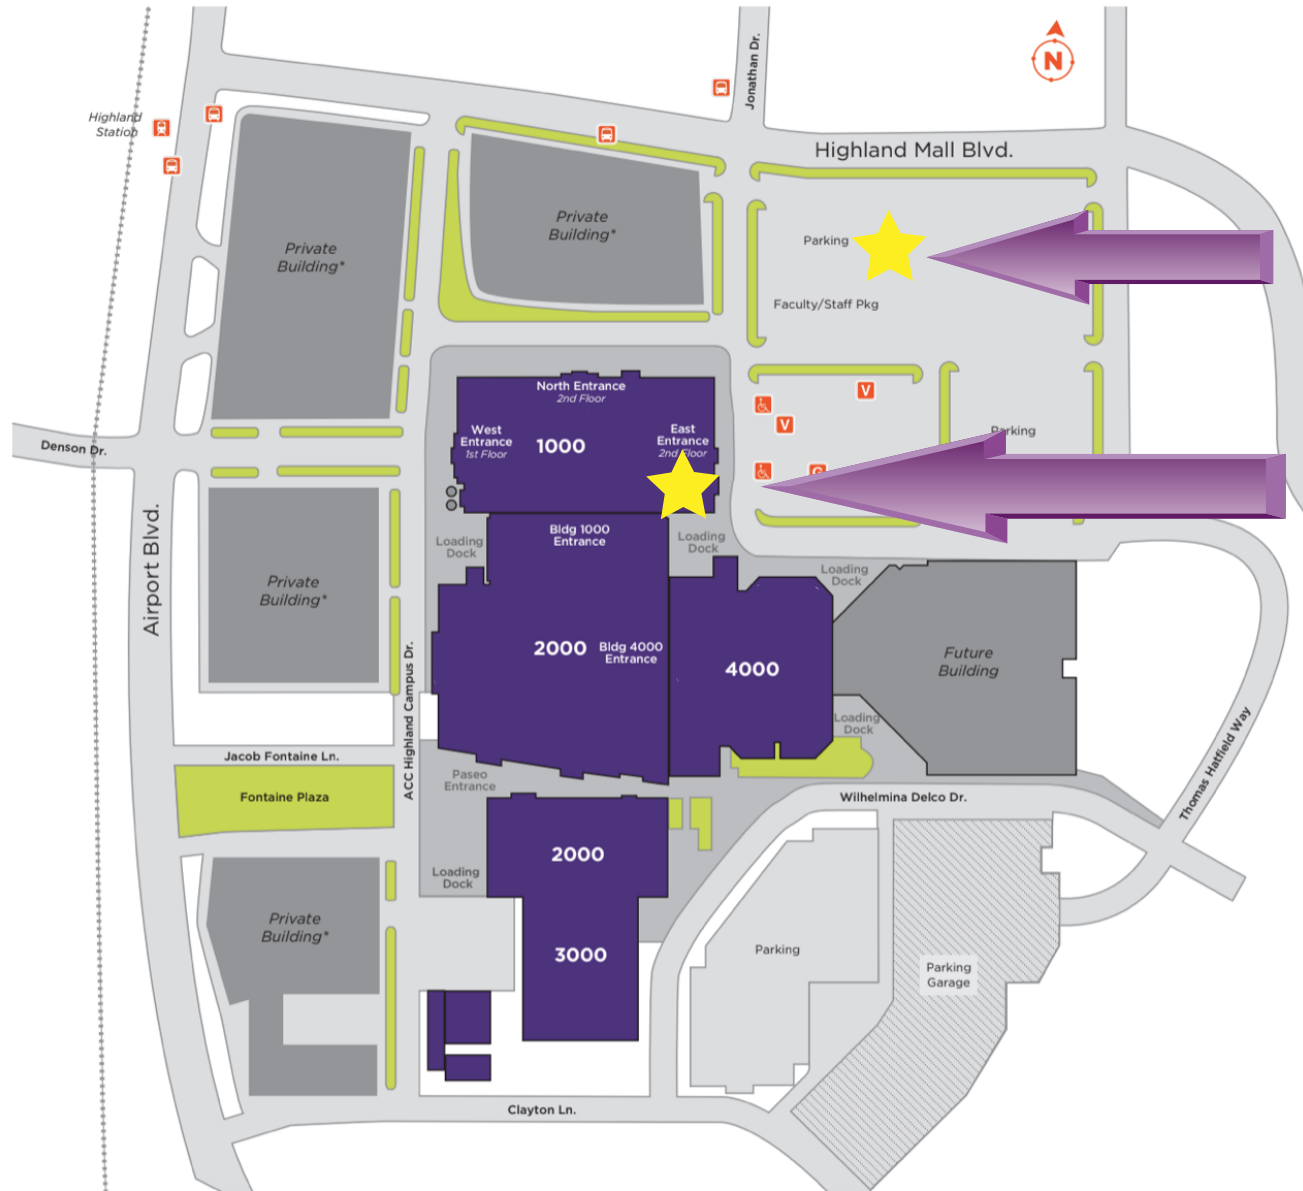 Jonathan Dr.
N
Highland
Station
Highland Mall Blvd.
Private
Building*
Private
Building*
Parking
Faculty/Staff Pkg
North Entrance
2nd Floor
V
V
West
Entrance
1st Floor
1000
East
Entrance
2nd Floor
Parking
Denson Dr.
Airport Blvd.
Bldg 1000
Entrance
Loading
Dock
Loading
Dock
Loading
Dock
Private
Building*
2000
Bldg 4000
Entrance
4000
Future
Building
ACC Highland Campus Dr.
Loading
Dock
Thomas Hatfield Way
Jacob Fontaine Ln.
Paseo
Entrance
Fontaine Plaza
Wilhelmina Delco Dr.
2000
Loading
Dock
Private
Building*
3000
Parking
Parking
Garage
Clayton Ln.